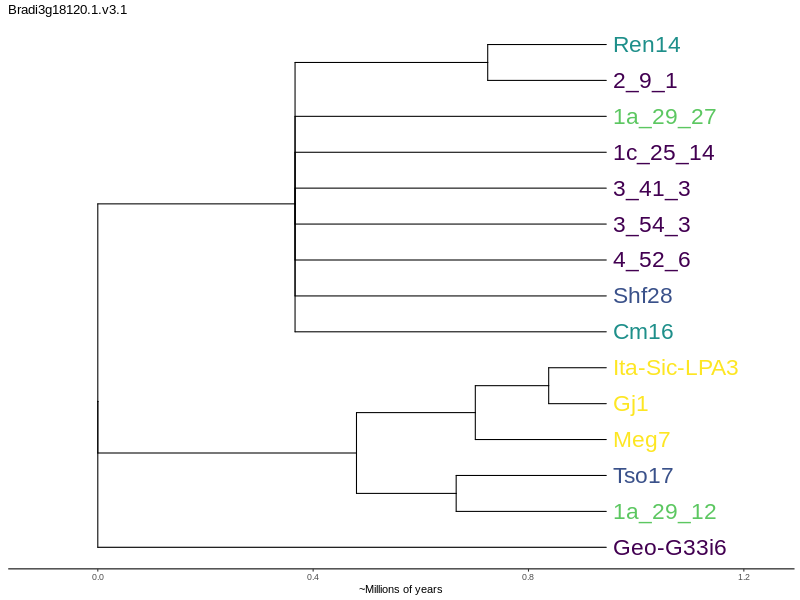 Bradi3g18120.1.v3.1
Ren14
2_9_1
1a_29_27
1c_25_14
3_41_3
3_54_3
4_52_6
Shf28
Cm16
Ita-Sic-LPA3
Gj1
Meg7
Tso17
1a_29_12
Geo-G33i6
0.0 0.4 0.8 1.2
~Millions of years